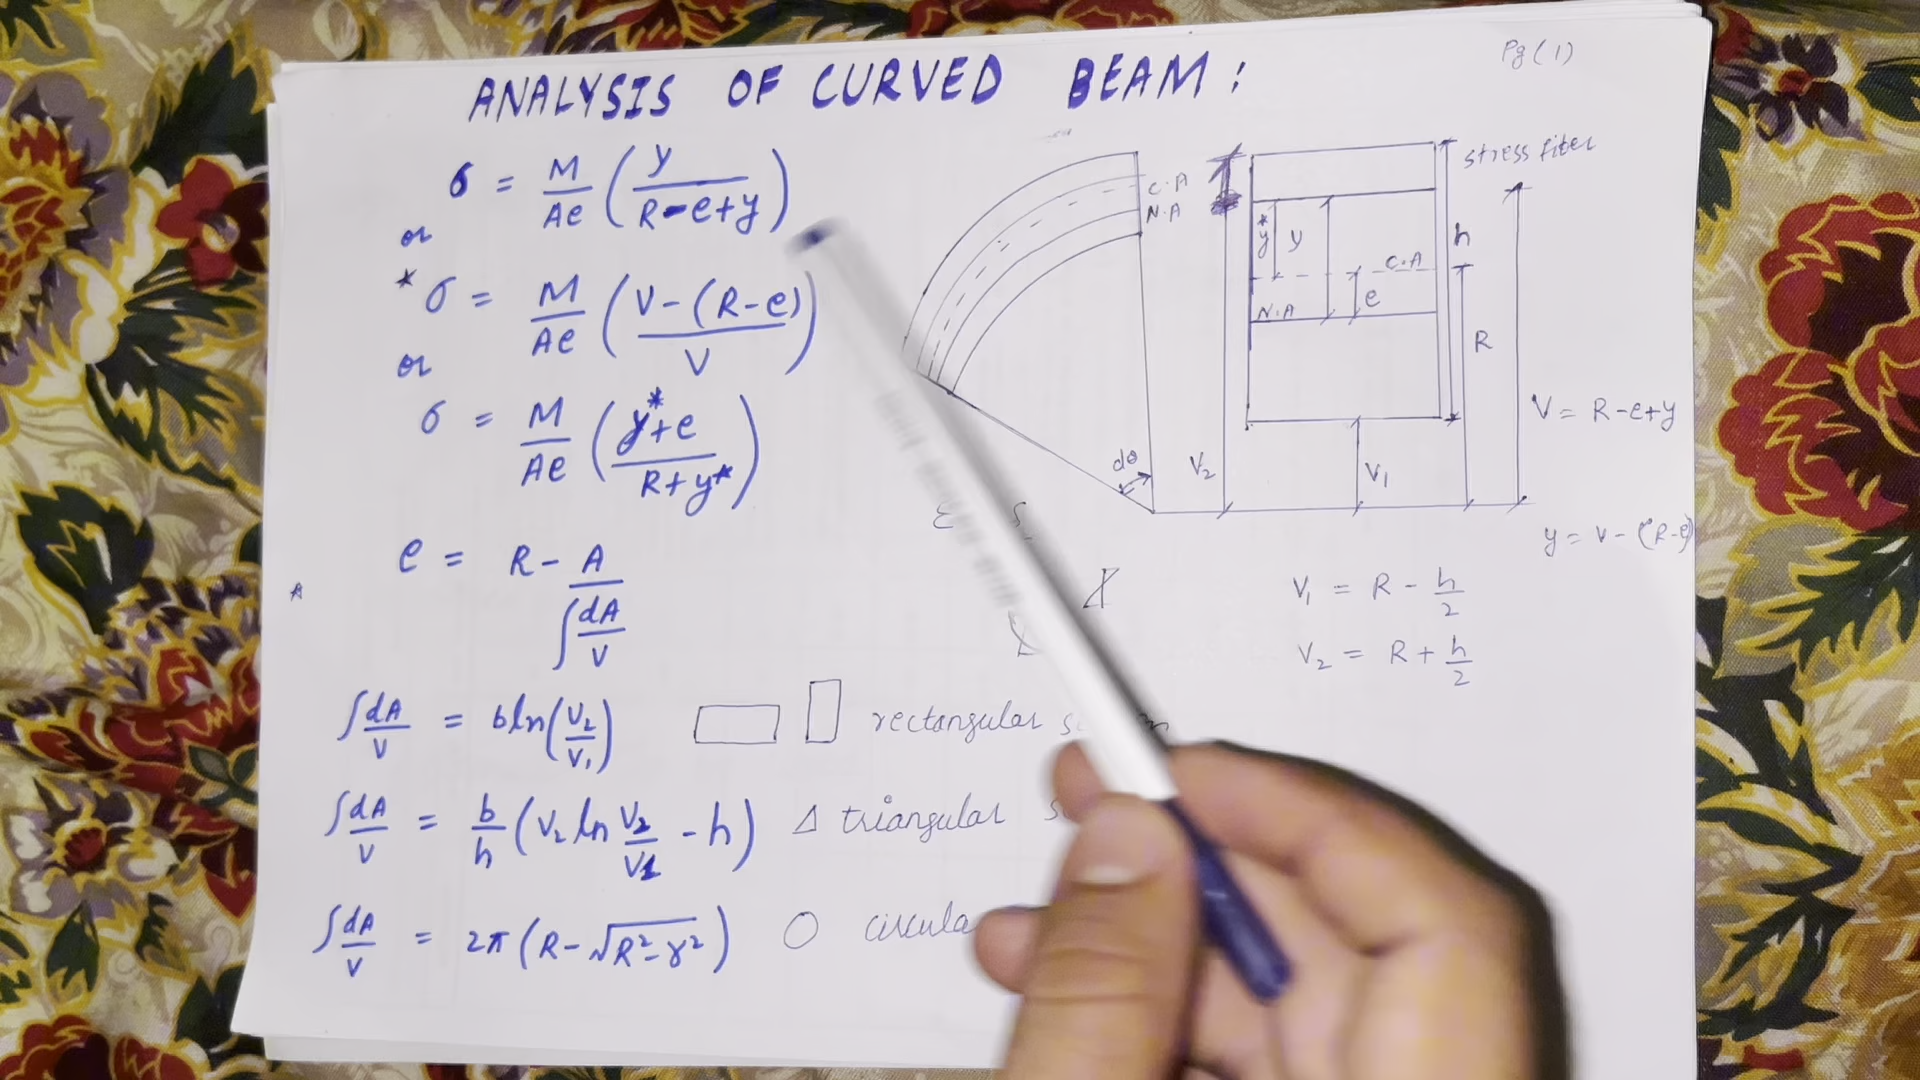 Pg (1)
ANALYSIS OF CURVED BEAM :
σ = M/Ae ( y / R-e+y )
or
* σ = M/Ae ( V-(R-e) / V )
or
σ = M/Ae ( y*+e / R+y* )
e = R - A / ∫ dA/V
∫ dA/V = b ln ( V₂/V₁ ) rectangular
∫ dA/V = b/h ( V₂ ln V₂/V₁ - h ) Δ triangular
∫ dA/V = 2π ( R - √R²-r² ) circula
C.A
N.A
dθ
stress fiber
y*
y
C.A
e
N.A
h
R
V₂
V₁
V = R-e+y
y = V-(R-e)
V₁ = R - h/2
V₂ = R + h/2